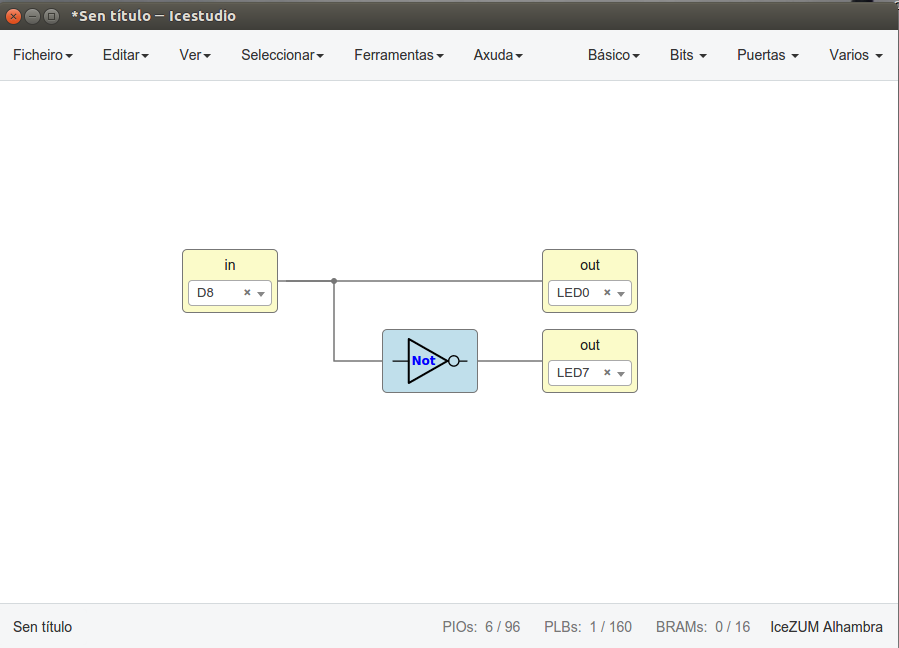 *Sen título — Icestudio
Ficheiro Editar Ver Seleccionar Ferramentas Axuda Básico Bits Puertas Varios
in
D8 ×
out
LED0 ×
Not
out
LED7 ×
Sen título PIOs: 6 / 96 PLBs: 1 / 160 BRAMs: 0 / 16 IceZUM Alhambra